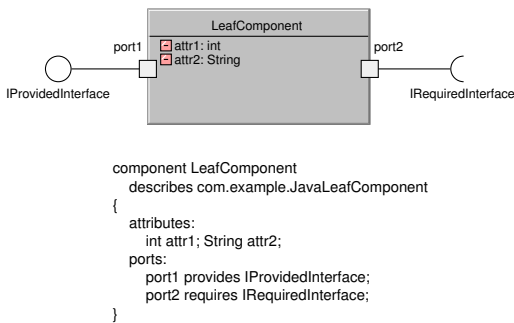 LeafComponent
port1
attr1: int
port2
attr2: String
IProvidedInterface
IRequiredInterface
component LeafComponent
describes com.example.JavaLeafComponent
{
attributes:
int attr1; String attr2;
ports:
port1 provides IProvidedInterface;
port2 requires IRequiredInterface;
}